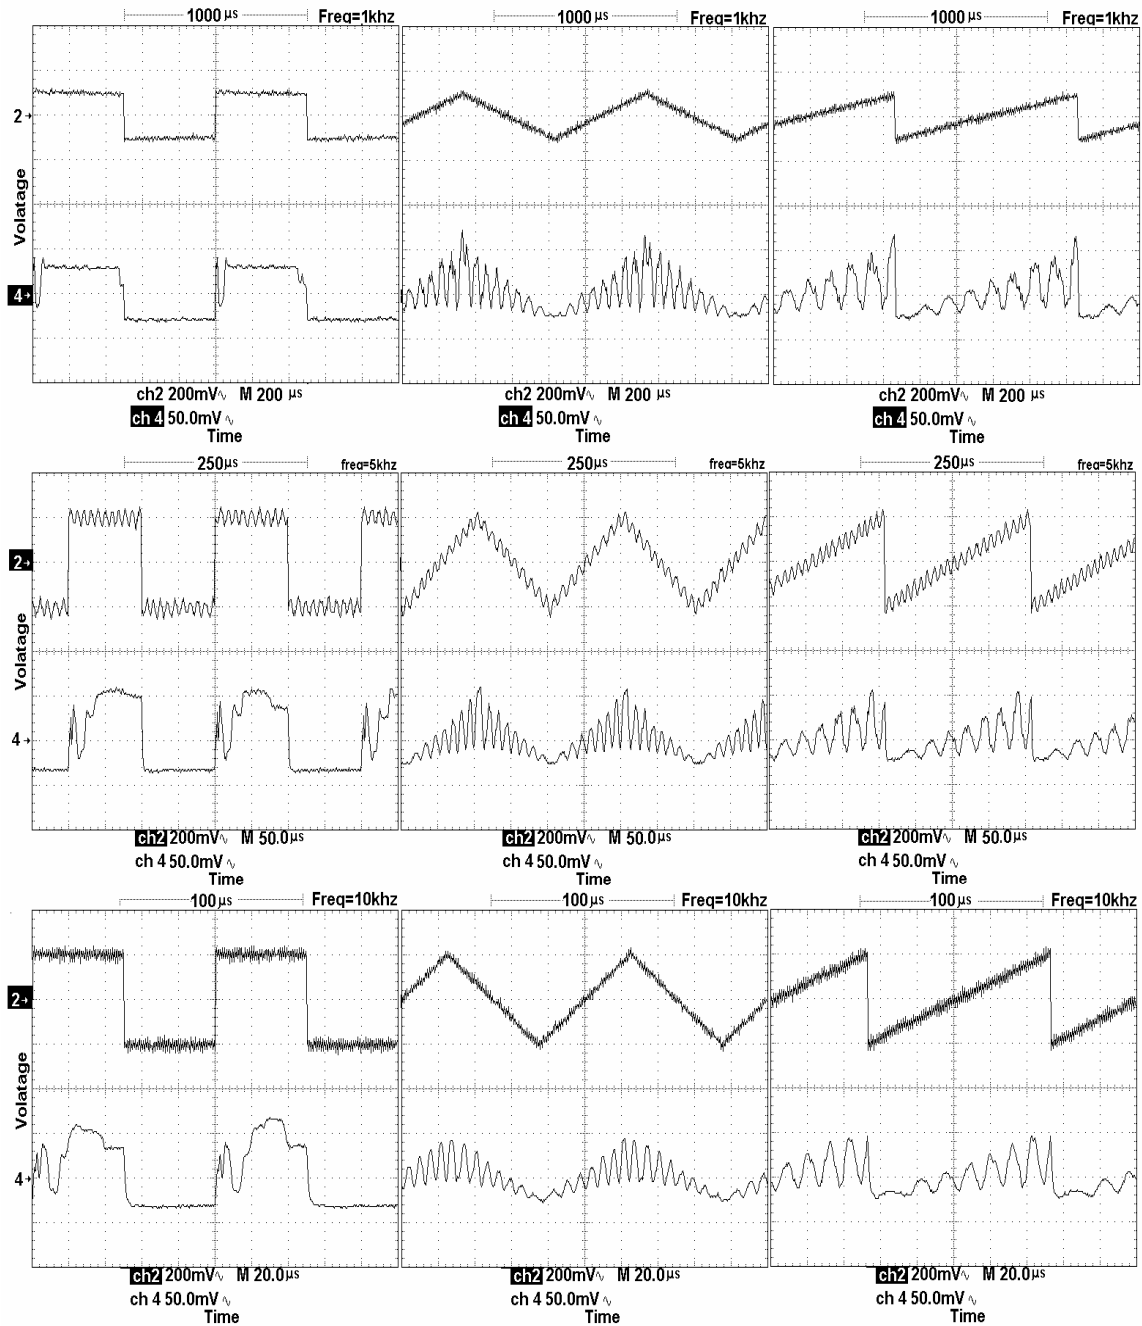 1000 µs Freq=1khz 1000 µs Freq=1khz 1000 µs Freq=1khz
2→
Volatage
4→
ch2 200mV∿ M 200 µs ch2 200mV∿ M 200 µs ch2 200mV∿ M 200 µs
ch 4 50.0mV ∿ ch 4 50.0mV ∿ ch 4 50.0mV ∿
Time Time Time
250µs freq=5khz 250µs freq=5khz 250µs freq=5khz
2→
Volatage
4→
ch2 200mV∿ M 50.0µs ch2 200mV∿ M 50.0µs ch2 200mV∿ M 50.0µs
ch 4 50.0mV ∿ ch 4 50.0mV ∿ ch 4 50.0mV ∿
Time Time Time
100µs Freq=10khz 100µs Freq=10khz 100µs Freq=10khz
2→
Volatage
4→
ch2 200mV∿ M 20.0µs ch2 200mV∿ M 20.0µs ch2 200mV∿ M 20.0µs
ch 4 50.0mV ∿ ch 4 50.0mV ∿ ch 4 50.0mV ∿
Time Time Time